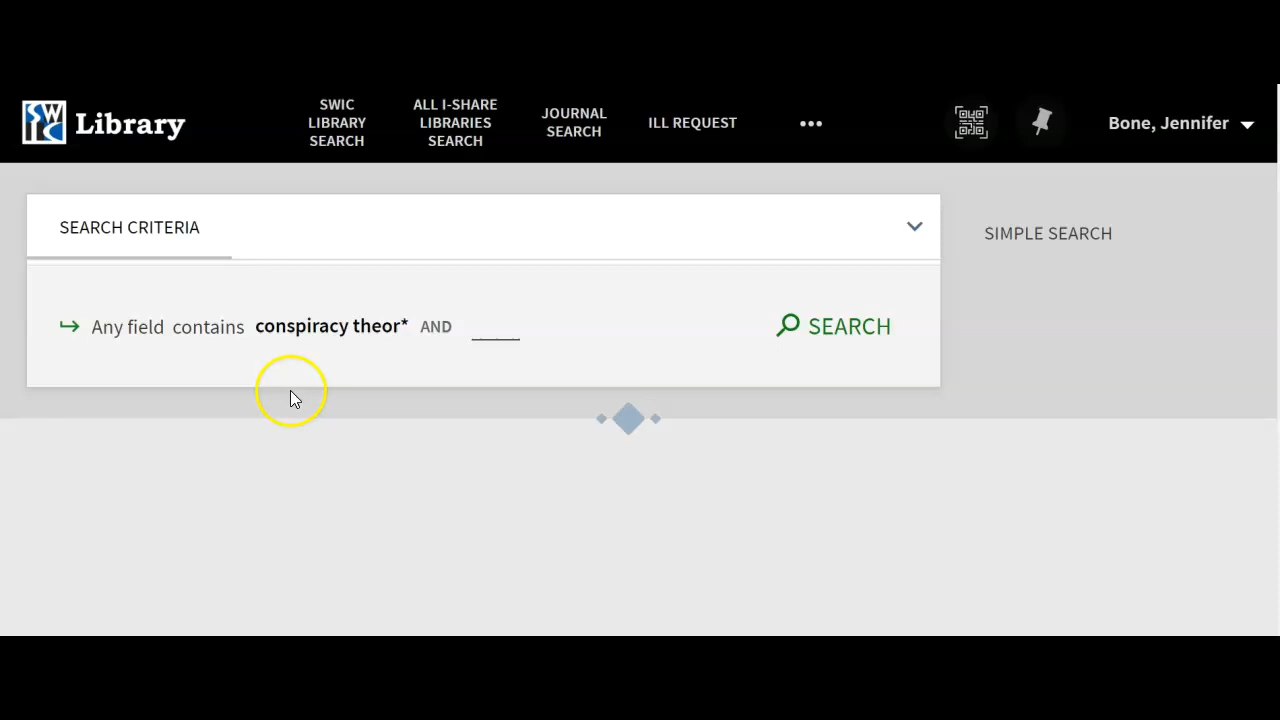 SWIC Library
SWIC LIBRARY SEARCH
ALL I-SHARE LIBRARIES SEARCH
JOURNAL SEARCH
ILL REQUEST
•••
Bone, Jennifer
SEARCH CRITERIA
SIMPLE SEARCH
Any field contains conspiracy theor* AND _____
SEARCH